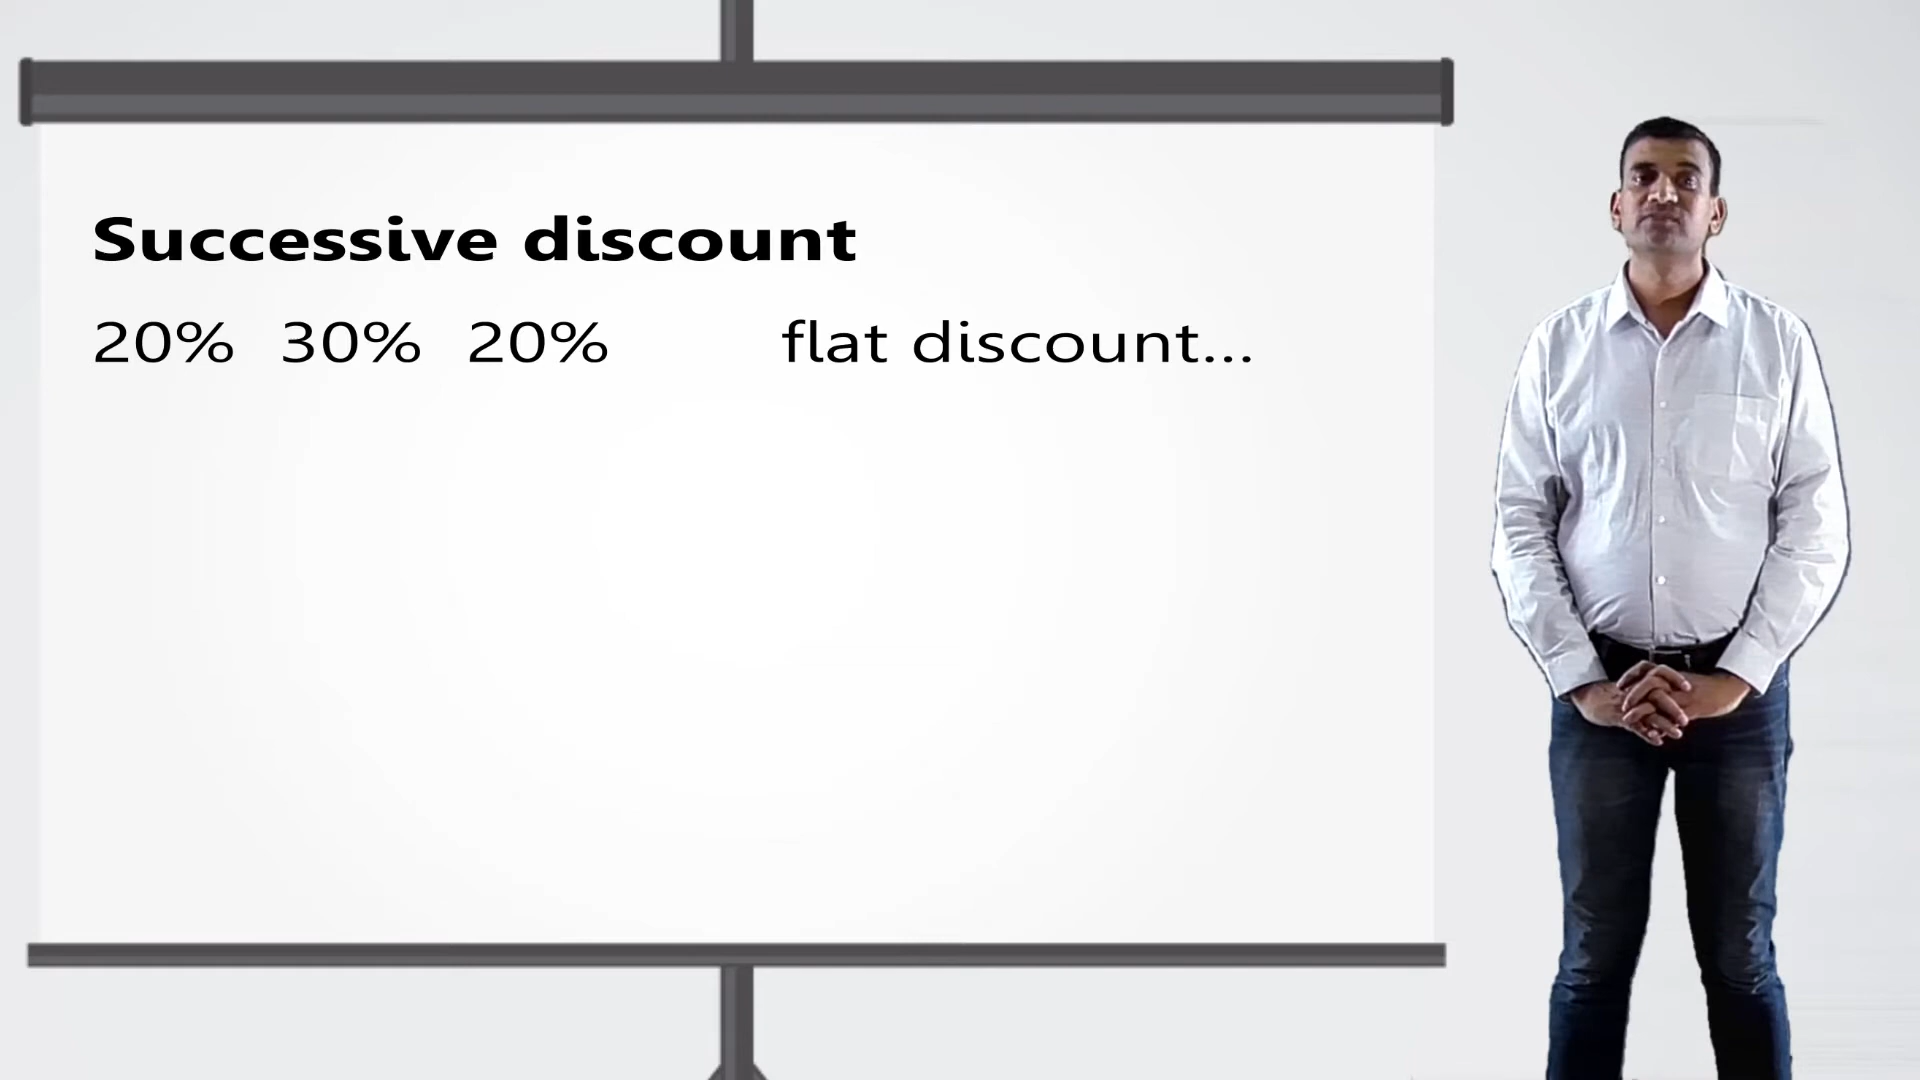 Successive discount
20% 30% 20% flat discount...